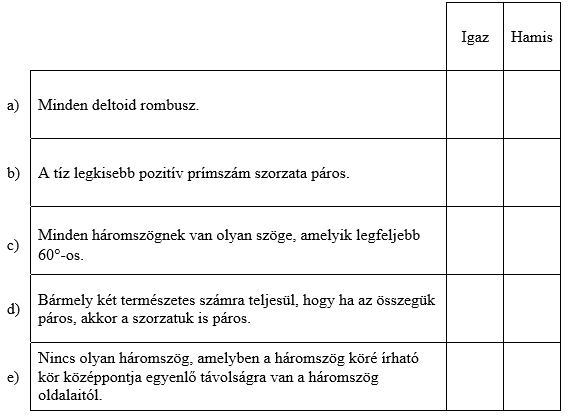 Igaz Hamis
a) Minden deltoid rombusz.
b) A tíz legkisebb pozitív prímszám szorzata páros.
c) Minden háromszögnek van olyan szöge, amelyik legfeljebb
60°-os.
d) Bármely két természetes számra teljesül, hogy ha az összegük
páros, akkor a szorzatuk is páros.
e) Nincs olyan háromszög, amelyben a háromszög köré írható
kör középpontja egyenlő távolságra van a háromszög
oldalaitól.